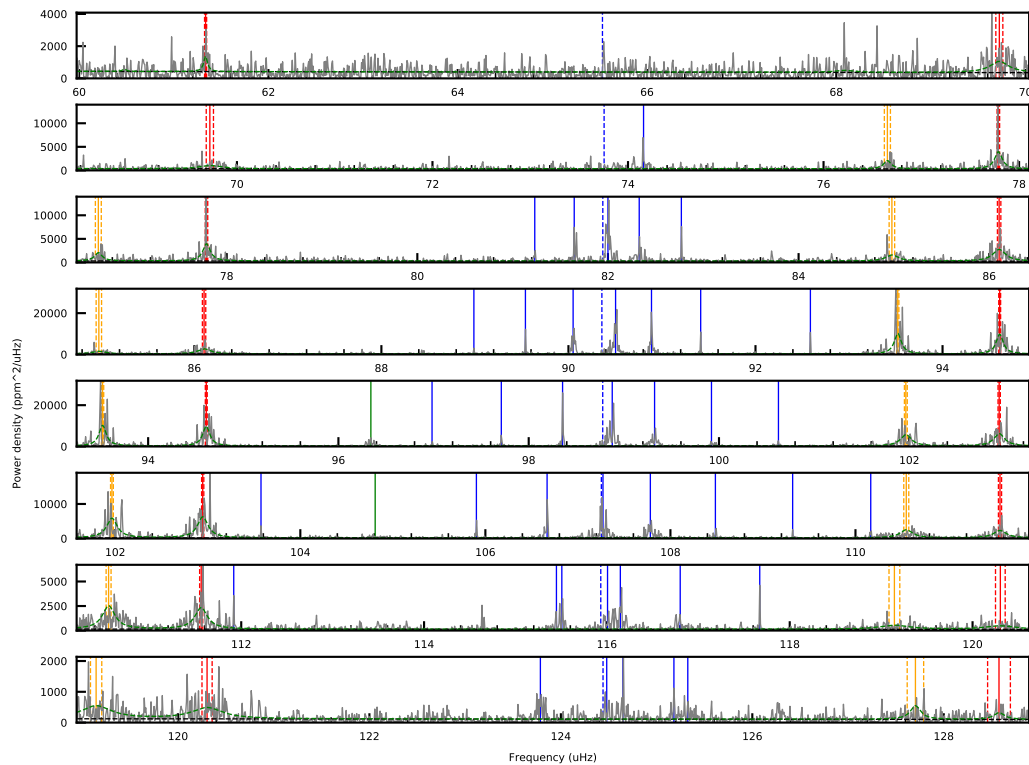 4000
2000
0
60 62 64 66 68 70
10000
5000
0
70 72 74 76 78
10000
5000
0
78 80 82 84 86
20000
0
86 88 90 92 94
20000
0
94 96 98 100 102
10000
0
102 104 106 108 110
5000
2500
0
112 114 116 118 120
2000
1000
0
120 122 124 126 128
Power density (ppm^2/(uHz)
Frequency (uHz)